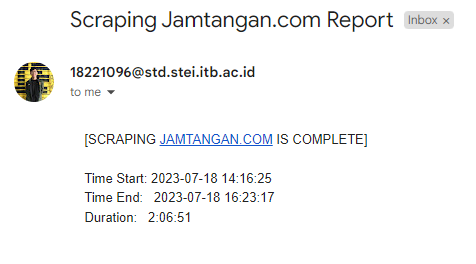 Scraping Jamtangan.com Report Inbox ×
18221096@std.stei.itb.ac.id
to me
[SCRAPING JAMTANGAN.COM IS COMPLETE]
Time Start: 2023-07-18 14:16:25
Time End: 2023-07-18 16:23:17
Duration: 2:06:51